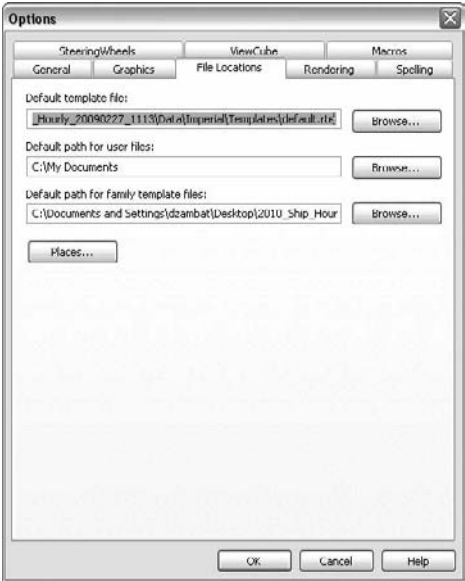 Options
SteeringWheels ViewCube Macros
General Graphics File Locations Rendering Spelling
Default template file:
_Hourly_20090227_1113\Data\Imperial\Templates\default.rte Browse...
Default path for user files:
C:\My Documents Browse...
Default path for family template files:
C:\Documents and Settings\dzambat\Desktop\2010_Ship_Hour Browse...
Places...
OK Cancel Help